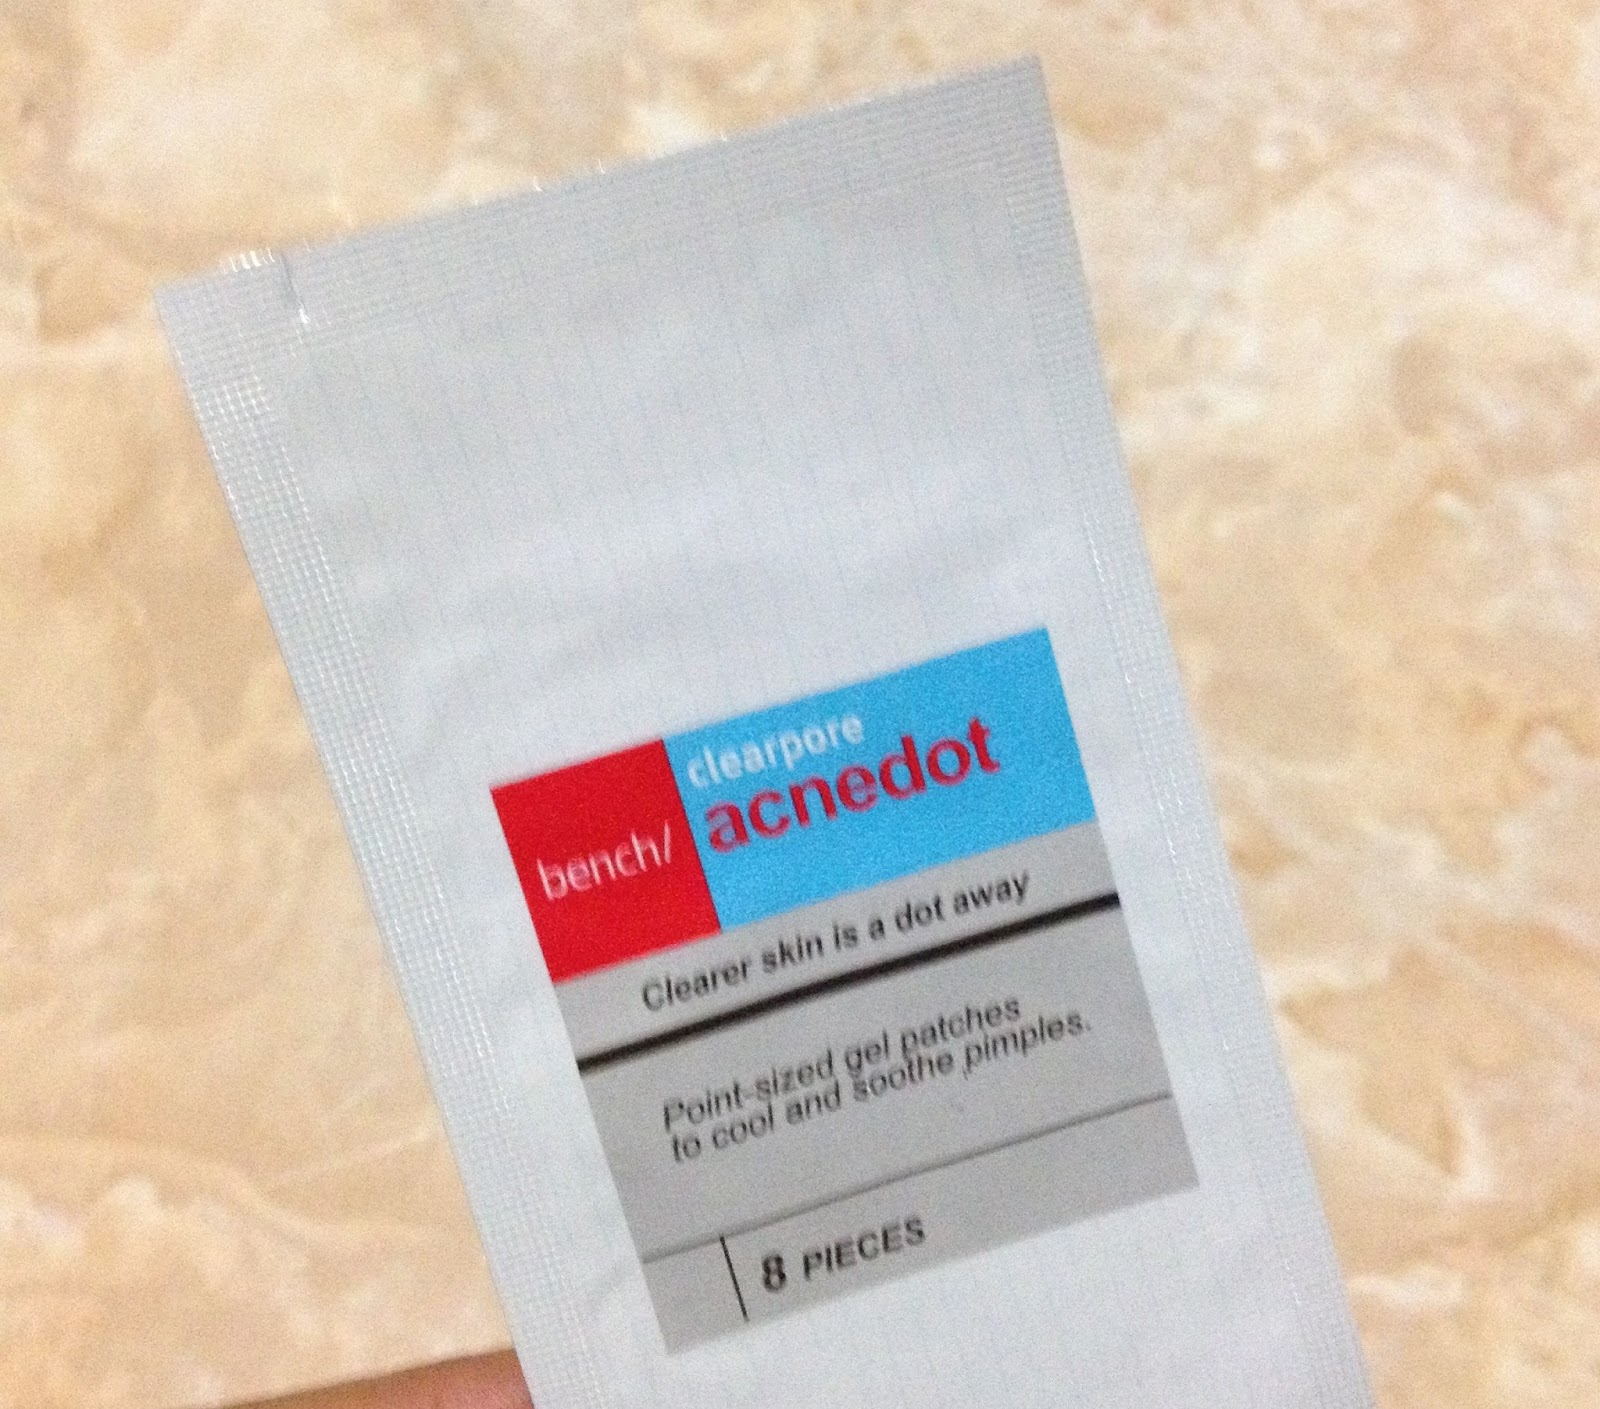 bench/
clearpore
acnedot
Clearer skin is a dot away
Point-sized gel patches
to cool and soothe pimples.
8 PIECES